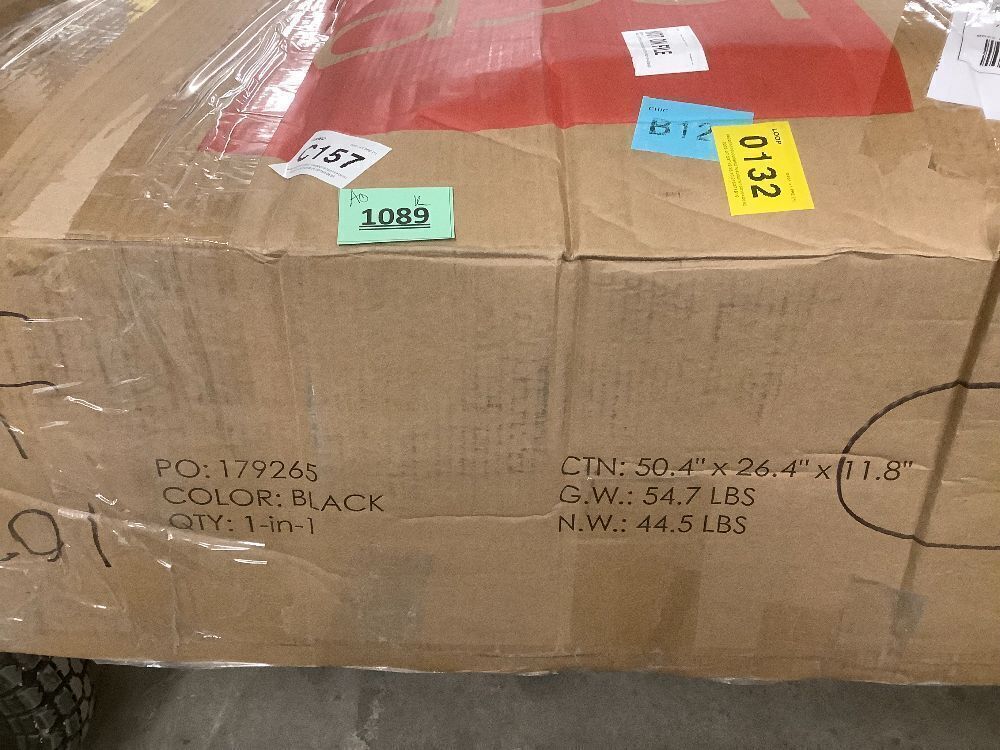 C157
1089
B12
0132
PO: 179265
COLOR: BLACK
QTY: 1-in-1
CTN: 50.4" x 26.4" x 11.8"
G.W.: 54.7 LBS
N.W.: 44.5 LBS